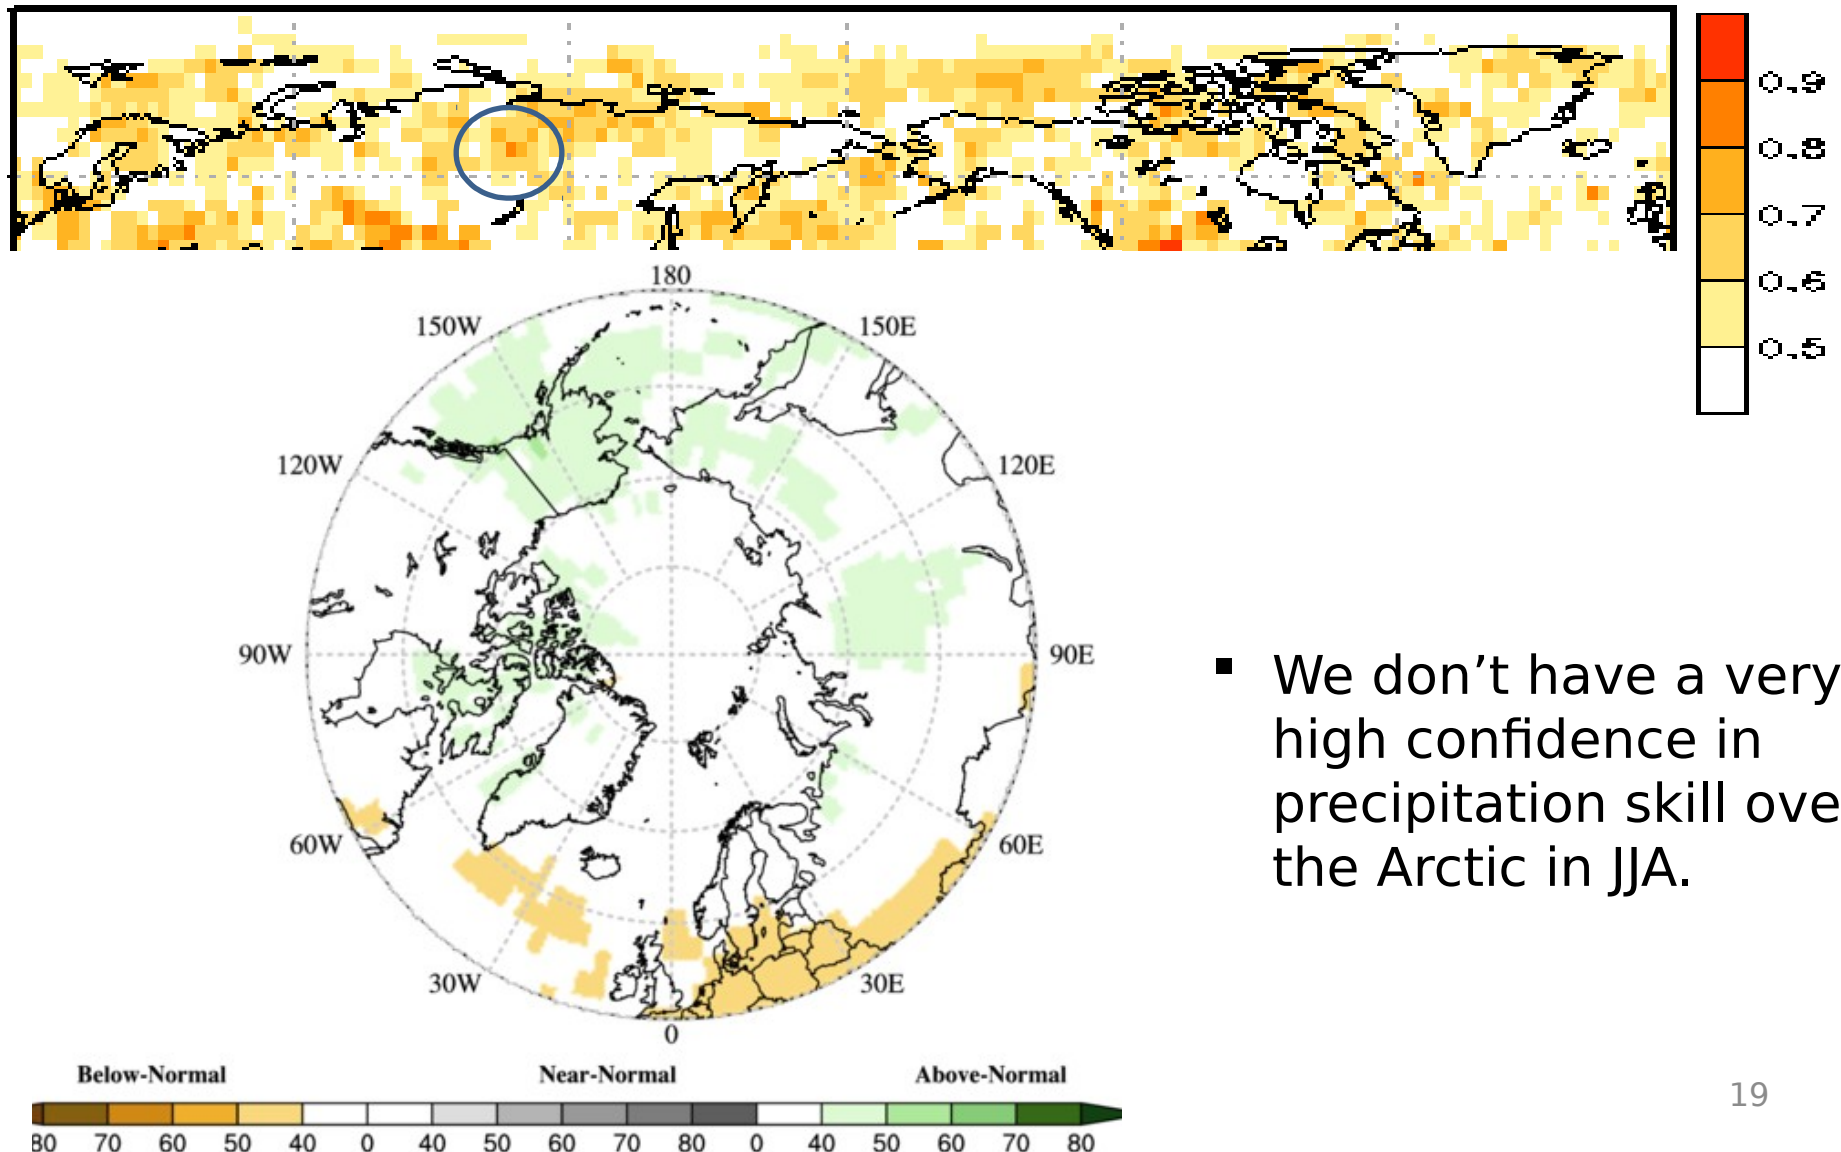 0.9
0.8
0.7
0.6
0.5
180
150W
150E
120W
120E
90W
90E
60W
60E
30W
30E
0
▪ We don’t have a very
high confidence in
precipitation skill ove
the Arctic in JJA.
Below-Normal Near-Normal Above-Normal
80 70 60 50 40 0 40 50 60 70 80 0 40 50 60 70 80
19